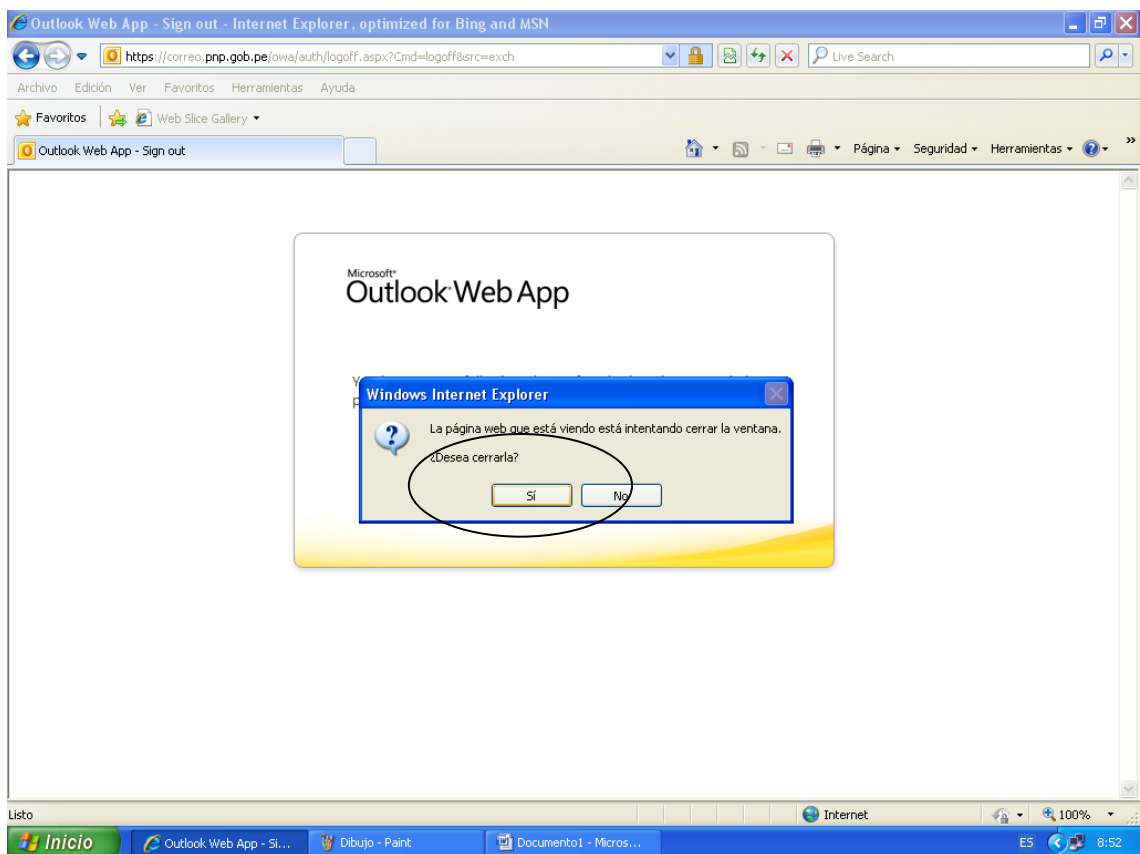 Outlook Web App - Sign out - Internet Explorer, optimized for Bing and MSN
https://correo.pnp.gob.pe/owa/auth/logoff.aspx?Cmd=logoff&src=exch
Live Search
Archivo Edición Ver Favoritos Herramientas Ayuda
Favoritos Web Slice Gallery
Outlook Web App - Sign out
Página Seguridad Herramientas
Microsoft®
Outlook Web App
Windows Internet Explorer
La página web que está viendo está intentando cerrar la ventana.
¿Desea cerrarla?
Sí No
Listo Internet 100%
Inicio Outlook Web App - Si... Dibujo - Paint Documento1 - Micros... ES 8:52